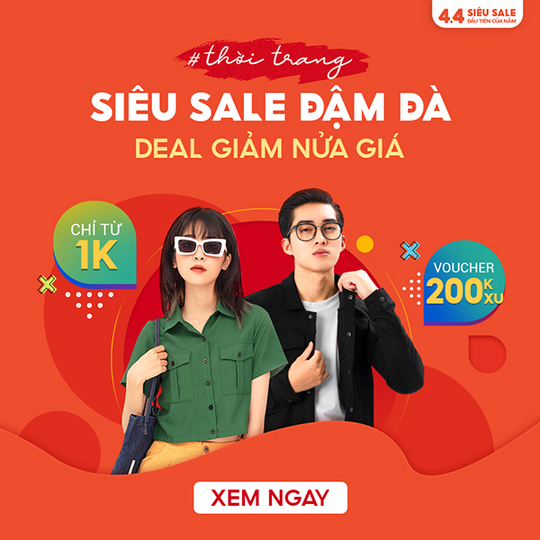 4.4 SIÊU SALE
ĐẦU TIÊN CỦA NĂM
#thời trang
SIÊU SALE ĐẬM ĐÀ
DEAL GIẢM NỬA GIÁ
CHỈ TỪ
1K
VOUCHER
200K XU
XEM NGAY